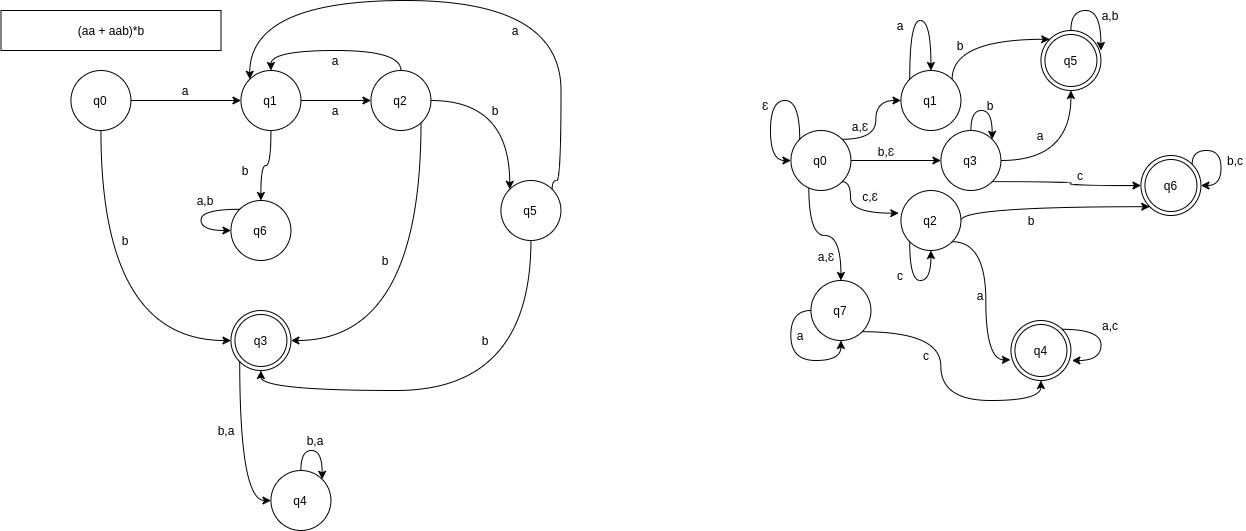 (aa + aab)*b
q0
a
q1
a
a
q2
b
a
b
a,b
q6
q5
b
b
q3
b
b,a
b,a
q4
ε
q0
a,ε
a
q1
b
a,b
q5
b,ε
b
q3
a
c
b,c
q6
c,ε
q2
b
c
a
a,ε
q7
a
c
a,c
q4